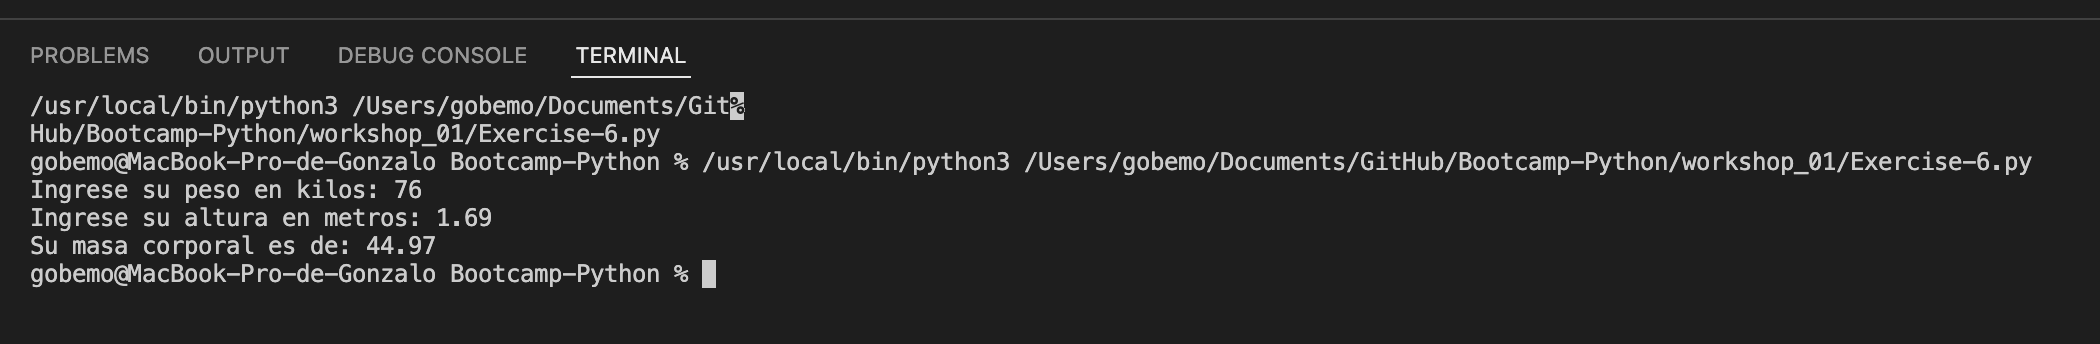 PROBLEMS OUTPUT DEBUG CONSOLE TERMINAL
/usr/local/bin/python3 /Users/gobemo/Documents/Git%
Hub/Bootcamp-Python/workshop_01/Exercise-6.py
gobemo@MacBook-Pro-de-Gonzalo Bootcamp-Python % /usr/local/bin/python3 /Users/gobemo/Documents/GitHub/Bootcamp-Python/workshop_01/Exercise-6.py
Ingrese su peso en kilos: 76
Ingrese su altura en metros: 1.69
Su masa corporal es de: 44.97
gobemo@MacBook-Pro-de-Gonzalo Bootcamp-Python %